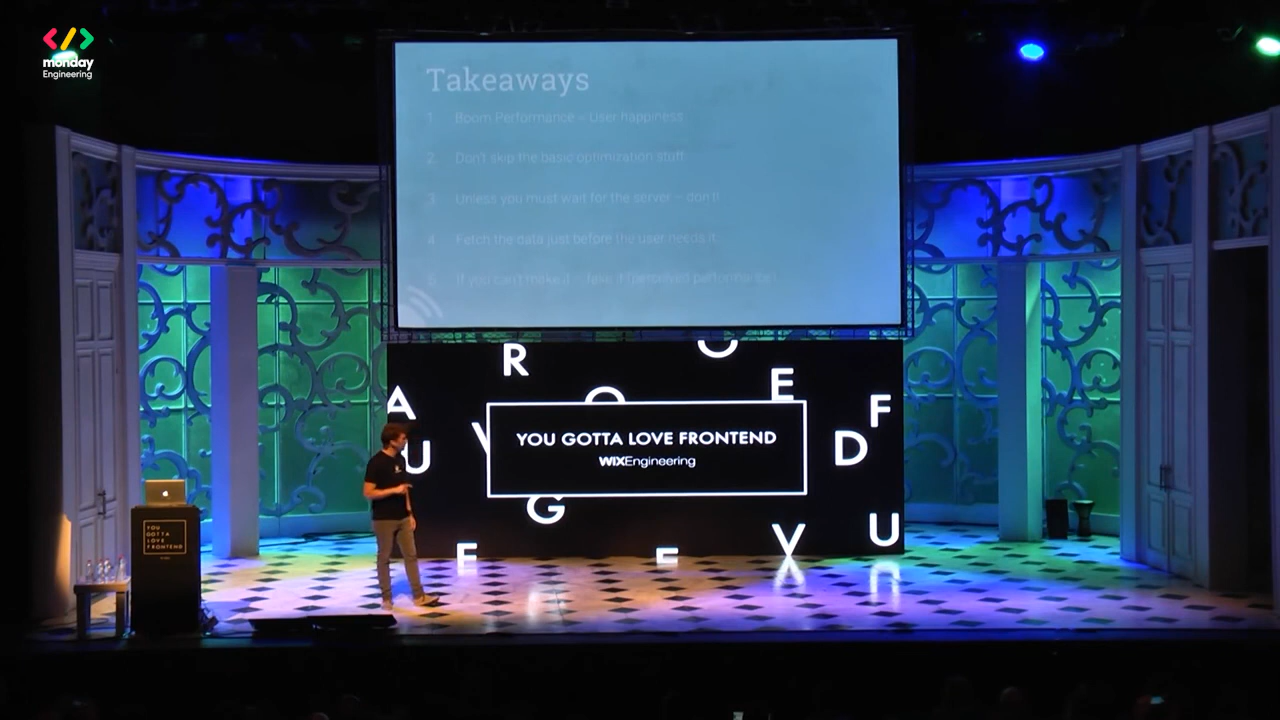 monday
Engineering
Takeaways
1 Boom Performance – User happiness
2 Don't skip the basic optimization stuff
3 Unless you must wait for the server – don't!
4 Fetch the data just before the user needs it
5 If you can't make it – fake it (perceived performance)
R
O
E
A
F
U
V
D
YOU GOTTA LOVE FRONTEND
WIXEngineering
G
V
U
E
E
YOU
GOTTA
LOVE
FRONTEND